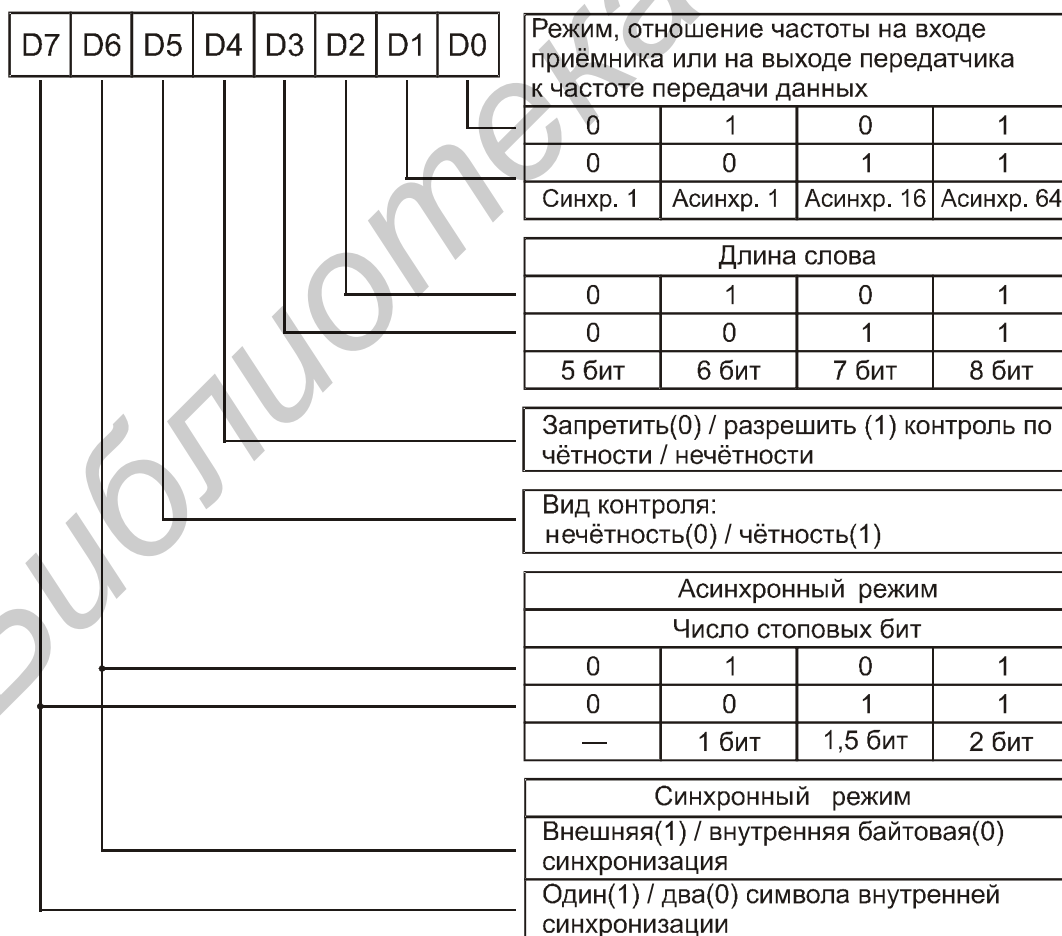 D7 D6 D5 D4 D3 D2 D1 D0
Режим, отношение частоты на входе
приёмника или на выходе передатчика
к частоте передачи данных
0 1 0 1
0 0 1 1
Синхр. 1 Асинхр. 1 Асинхр. 16 Асинхр. 64
Длина слова
0 1 0 1
0 0 1 1
5 бит 6 бит 7 бит 8 бит
Запретить(0) / разрешить (1) контроль по
чётности / нечётности
Вид контроля:
нечётность(0) / чётность(1)
Асинхронный режим
Число стоповых бит
0 1 0 1
0 0 1 1
— 1 бит 1,5 бит 2 бит
Синхронный режим
Внешняя(1) / внутренняя байтовая(0)
синхронизация
Один(1) / два(0) символа внутренней
синхронизации
Библиотека